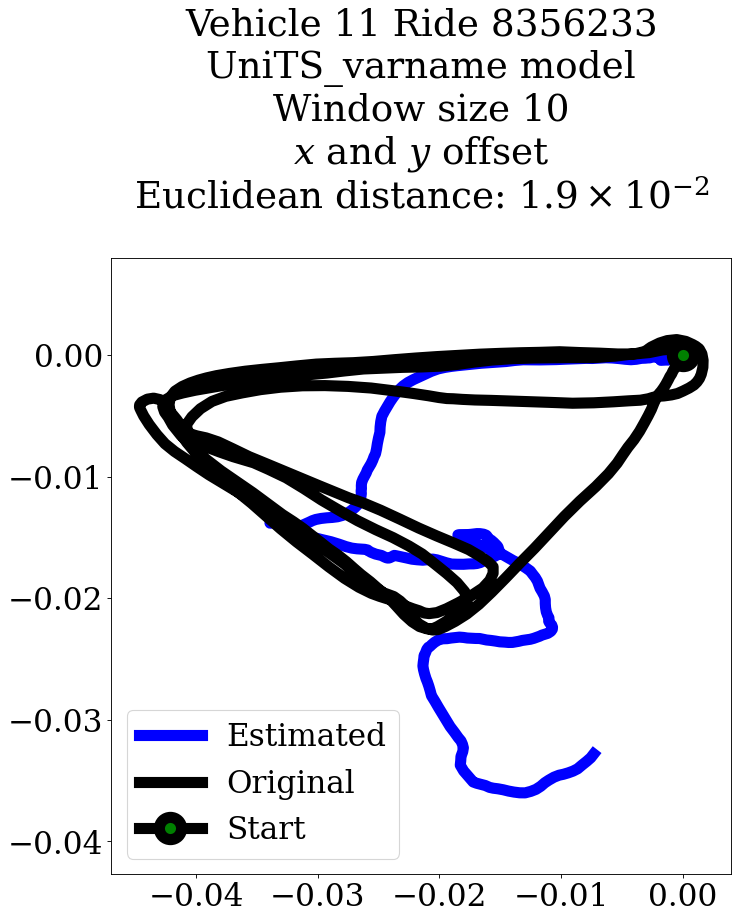 Vehicle 11 Ride 8356233
UniTS_varname model
Window size 10
x and y offset
Euclidean distance: 1.9 × 10⁻²
0.00
−0.01
−0.02
−0.03
−0.04
Estimated
Original
Start
−0.04 −0.03 −0.02 −0.01 0.00